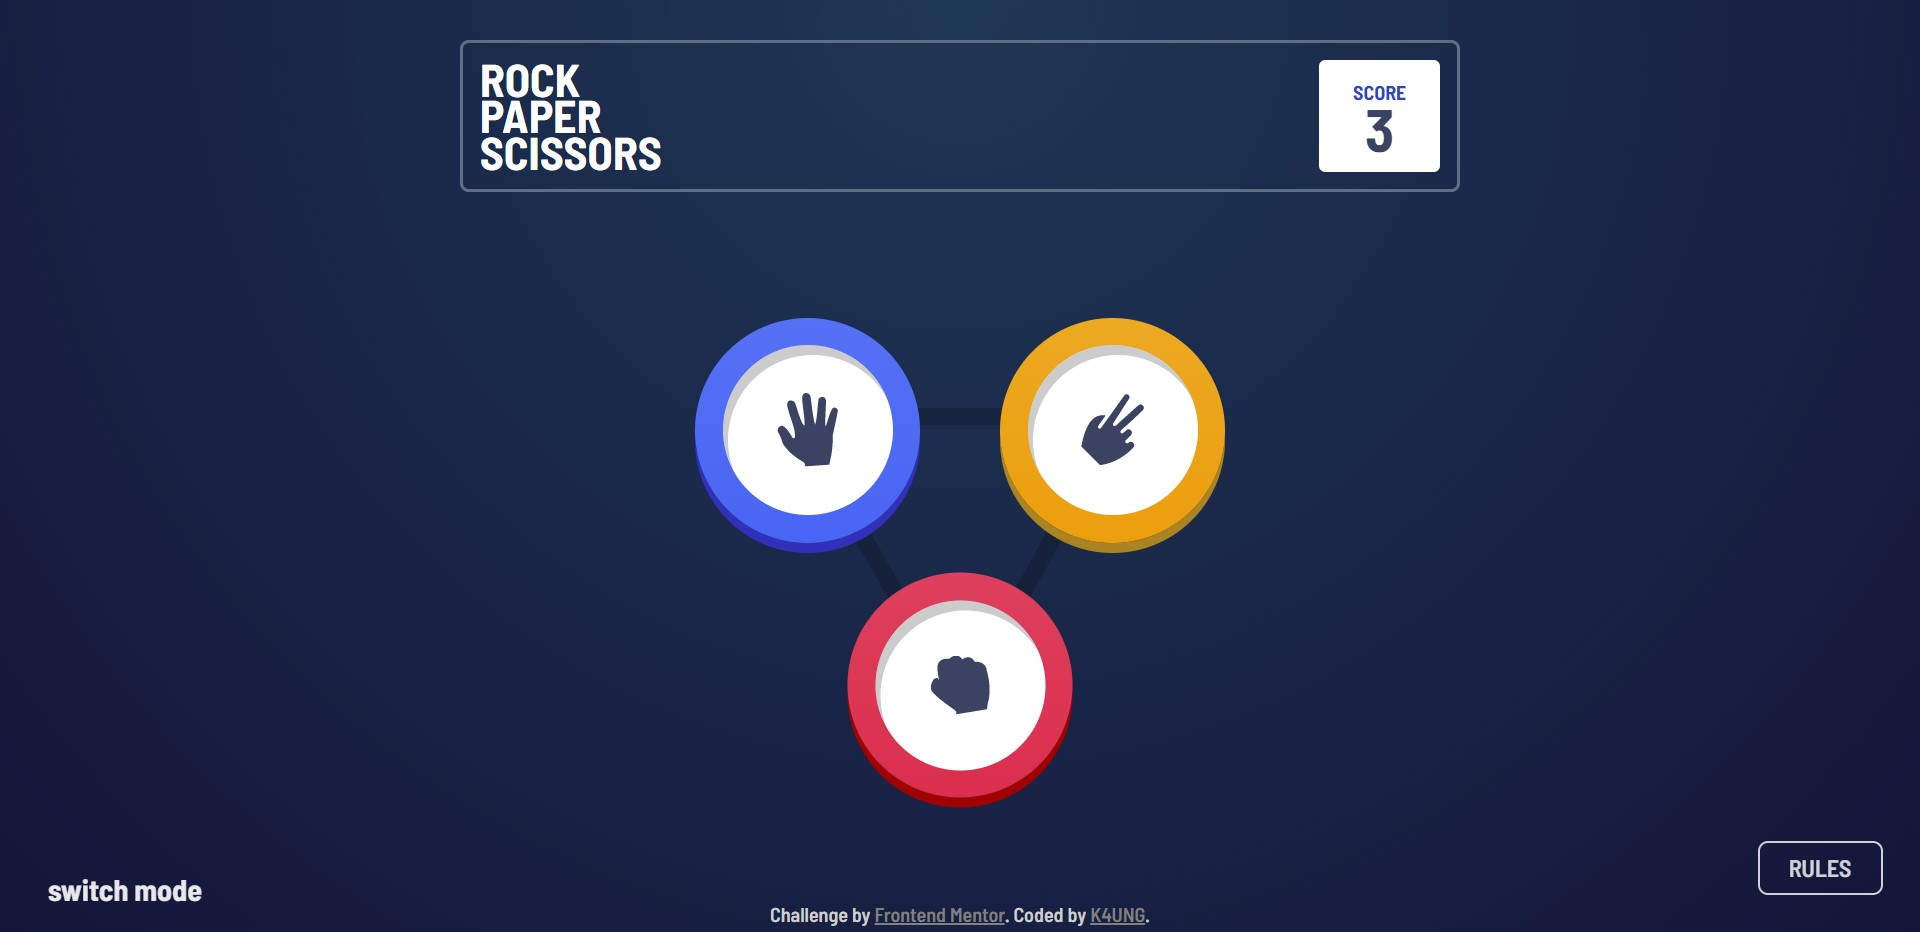 ROCK
PAPER
SCISSORS
SCORE
3
RULES
switch mode
Challenge by Frontend Mentor. Coded by K4UNG.